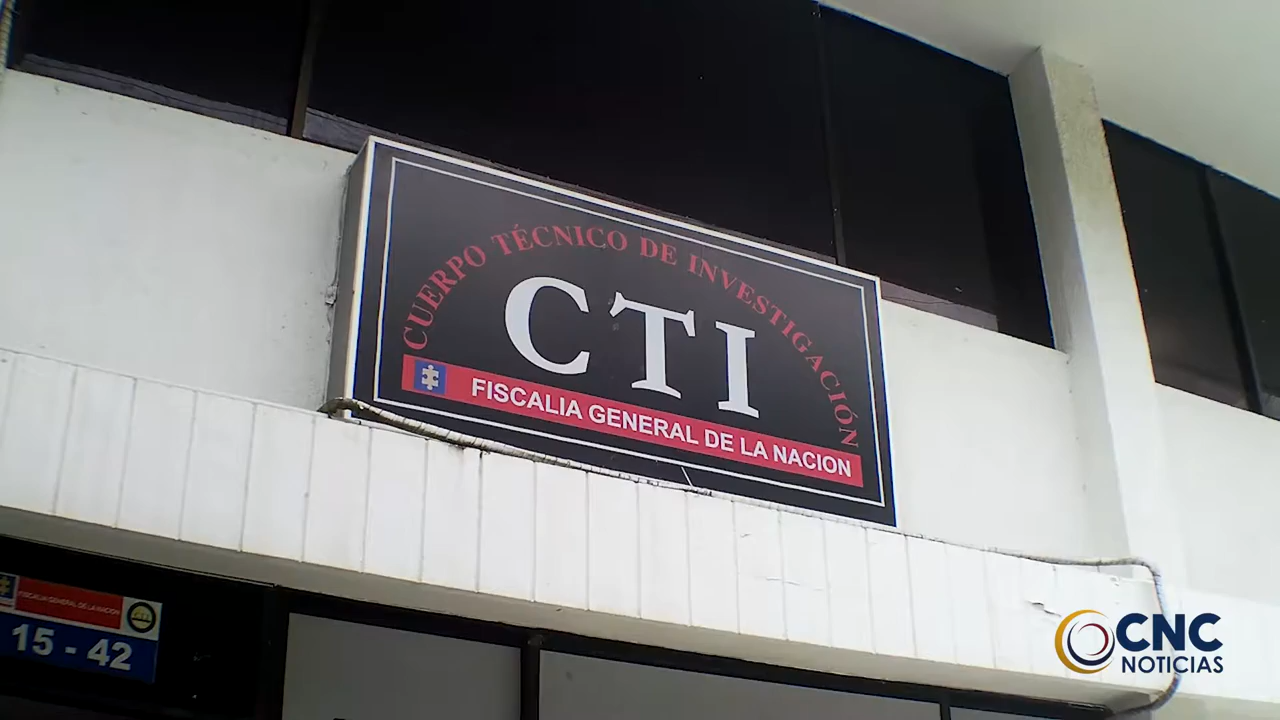 CUERPO TÉCNICO DE INVESTIGACIÓN
CTI
FISCALIA GENERAL DE LA NACION
FISCALIA GENERAL DE LA NACION
15 - 42
CNC
NOTICIAS